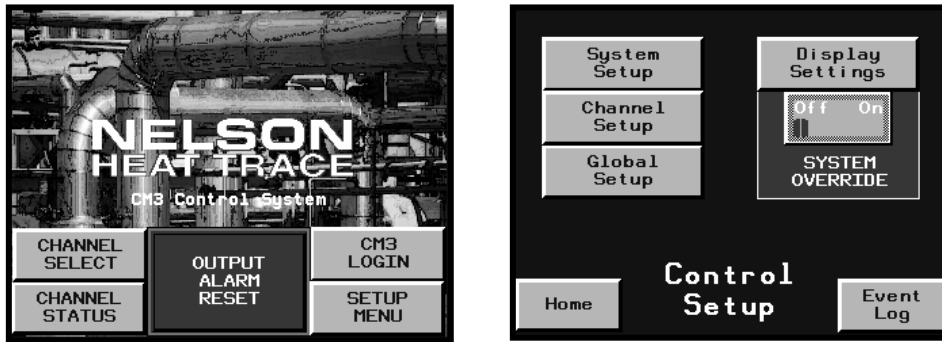 NELSON
HEAT TRACE
CM3 Control System
CHANNEL
SELECT
CHANNEL
STATUS
OUTPUT
ALARM
RESET
CM3
LOGIN
SETUP
MENU
System
Setup
Channel
Setup
Global
Setup
Display
Settings
Off On
SYSTEM
OVERRIDE
Home
Control
Setup
Event
Log